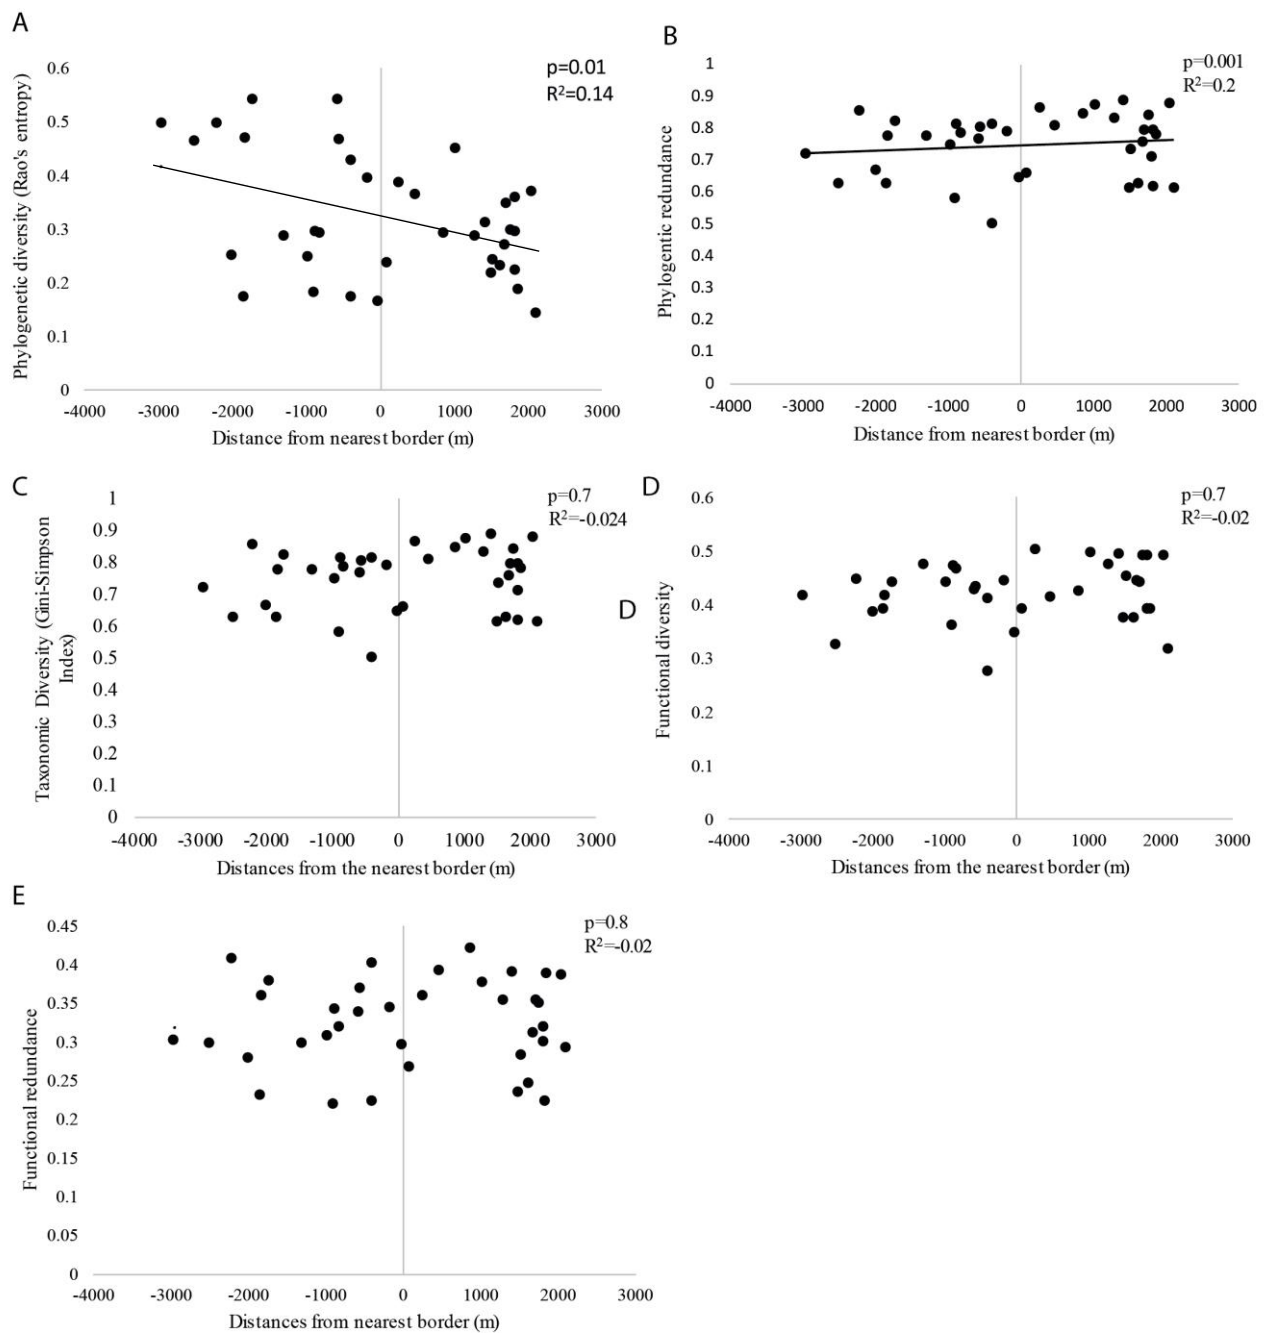 A
Phylogenetic diversity (Rao's entropy)
0.6
0.5
0.4
0.3
0.2
0.1
0
p=0.01
R²=0.14
-4000 -3000 -2000 -1000 0 1000 2000 3000
Distance from nearest border (m)
B
Phylogentic redundance
1
0.9
0.8
0.7
0.6
0.5
0.4
0.3
0.2
0.1
0
p=0.001
R²=0.2
-4000 -3000 -2000 -1000 0 1000 2000 3000
Distance from nearest border (m)
C
Taxonomic Diversity (Gini-Simpson
Index)
1
0.9
0.8
0.7
0.6
0.5
0.4
0.3
0.2
0.1
0
p=0.7
R²=-0.024
-4000 -3000 -2000 -1000 0 1000 2000 3000
Distances from the nearest border (m)
D
D
Functional diversity
0.6
0.5
0.4
0.3
0.2
0.1
0
p=0.7
R²=-0.02
-4000 -3000 -2000 -1000 0 1000 2000 3000
Distances from the nearest border (m)
E
Functional redundance
0.45
0.4
0.35
0.3
0.25
0.2
0.15
0.1
0.05
0
p=0.8
R²=-0.02
-4000 -3000 -2000 -1000 0 1000 2000 3000
Distances from nearest border (m)